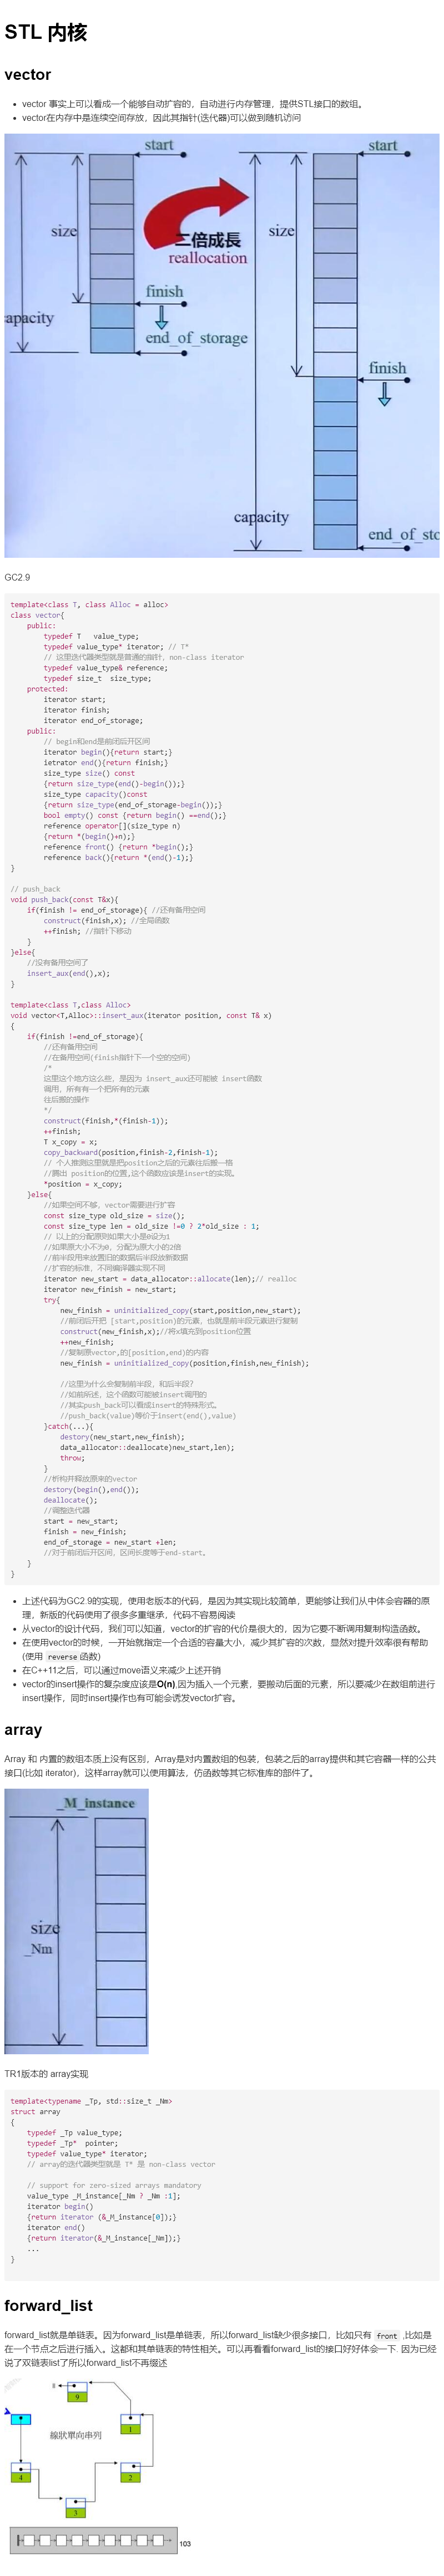 STL 内核
vector
vector 事实上可以看成一个能够自动扩容的，自动进行内存管理，提供STL接口的数组。
vector在内存中是连续空间存放，因此其指针(迭代器)可以做到随机访问
start
start
size
size
二倍成長
reallocation
finish
apacity
end_of_storage
finish
capacity
end_of_sto
GC2.9
template<class T, class Alloc = alloc>
class vector{
public:
typedef T   value_type;
typedef value_type* iterator; // T*
// 这里迭代器类型就是普通的指针，non-class iterator
typedef value_type& reference;
typedef size_t  size_type;
protected:
iterator start;
iterator finish;
iterator end_of_storage;
public:
// begin和end是前闭后开区间
iterator begin(){return start;}
ietrator end(){return finish;}
size_type size() const
{return size_type(end()-begin());}
size_type capacity()const
{return size_type(end_of_storage-begin());}
bool empty() const {return begin() ==end();}
reference operator[](size_type n)
{return *(begin()+n);}
reference front() {return *begin();}
reference back(){return *(end()-1);}
}
// push_back
void push_back(const T&x){
if(finish != end_of_storage){ //还有备用空间
construct(finish,x); //全局函数
++finish; //指针下移动
}
}else{
//没有备用空间了
insert_aux(end(),x);
}
template<class T,class Alloc>
void vector<T,Alloc>::insert_aux(iterator position, const T& x)
{
if(finish !=end_of_storage){
//还有备用空间
//在备用空间(finish指针下一个空的空间)
/*
这里这个地方这么些，是因为 insert_aux还可能被 insert函数
调用，所有有一个把所有的元素
往后搬的操作
*/
construct(finish,*(finish-1));
++finish;
T x_copy = x;
copy_backward(position,finish-2,finish-1);
// 个人推测这里就是把position之后的元素往后搬一格
//腾出 position的位置,这个函数应该是insert的实现。
*position = x_copy;
}else{
//如果空间不够，vector需要进行扩容
const size_type old_size = size();
const size_type len = old_size !=0 ? 2*old_size : 1;
// 以上的分配原则如果大小是0设为1
//如果原大小不为0，分配为原大小的2倍
//前半段用来放置旧的数据后半段放新数据
//扩容的标准，不同编译器实现不同
iterator new_start = data_allocator::allocate(len);// realloc
iterator new_finish = new_start;
try{
new_finish = uninitialized_copy(start,position,new_start);
//前闭后开把 [start,position)的元素，也就是前半段元素进行复制
construct(new_finish,x);//将x填充到position位置
++new_finish;
//复制原vector,的[position,end)的内容
new_finish = uninitialized_copy(position,finish,new_finish);
//这里为什么会复制前半段，和后半段?
//如前所述，这个函数可能被insert调用的
//其实push_back可以看成insert的特殊形式。
//push_back(value)等价于insert(end(),value)
}catch(...){
destory(new_start,new_finish);
data_allocator::deallocate)new_start,len);
throw;
}
//析构并释放原来的vector
destory(begin(),end());
deallocate();
//调整迭代器
start = new_start;
finish = new_finish;
end_of_storage = new_start +len;
//对于前闭后开区间，区间长度等于end-start。
}
}
上述代码为GC2.9的实现，使用老版本的代码，是因为其实现比较简单，更能够让我们从中体会容器的原
理，新版的代码使用了很多多重继承，代码不容易阅读
从vector的设计代码，我们可以知道，vector的扩容的代价是很大的，因为它要不断调用复制构造函数。
在使用vector的时候，一开始就指定一个合适的容量大小，减少其扩容的次数，显然对提升效率很有帮助
(使用 reverse 函数)
在C++11之后，可以通过move语义来减少上述开销
vector的insert操作的复杂度应该是O(n),因为插入一个元素，要搬动后面的元素，所以要减少在数组前进行
insert操作，同时insert操作也有可能会诱发vector扩容。
array
Array 和 内置的数组本质上没有区别，Array是对内置数组的包装，包装之后的array提供和其它容器一样的公共
接口(比如 iterator)，这样array就可以使用算法，仿函数等其它标准库的部件了。
_M_instance
size
_Nm
TR1版本的 array实现
template<typename _Tp, std::size_t _Nm>
struct array
{
typedef _Tp value_type;
typedef _Tp*  pointer;
typedef value_type* iterator;
// array的迭代器类型就是 T* 是 non-class vector
// support for zero-sized arrays mandatory
value_type _M_instance[_Nm ? _Nm :1];
iterator begin()
{return iterator (&_M_instance[0]);}
iterator end()
{return iterator(&_M_instance[_Nm]);}
...
}
forward_list
forward_list就是单链表。因为forward_list是单链表，所以forward_list缺少很多接口，比如只有 front ,比如是
在一个节点之后进行插入。这都和其单链表的特性相关。可以再看看forward_list的接口好好体会一下. 因为已经
说了双链表list了所以forward_list不再缀述
9
1
線狀單向串列
4
2
3
103